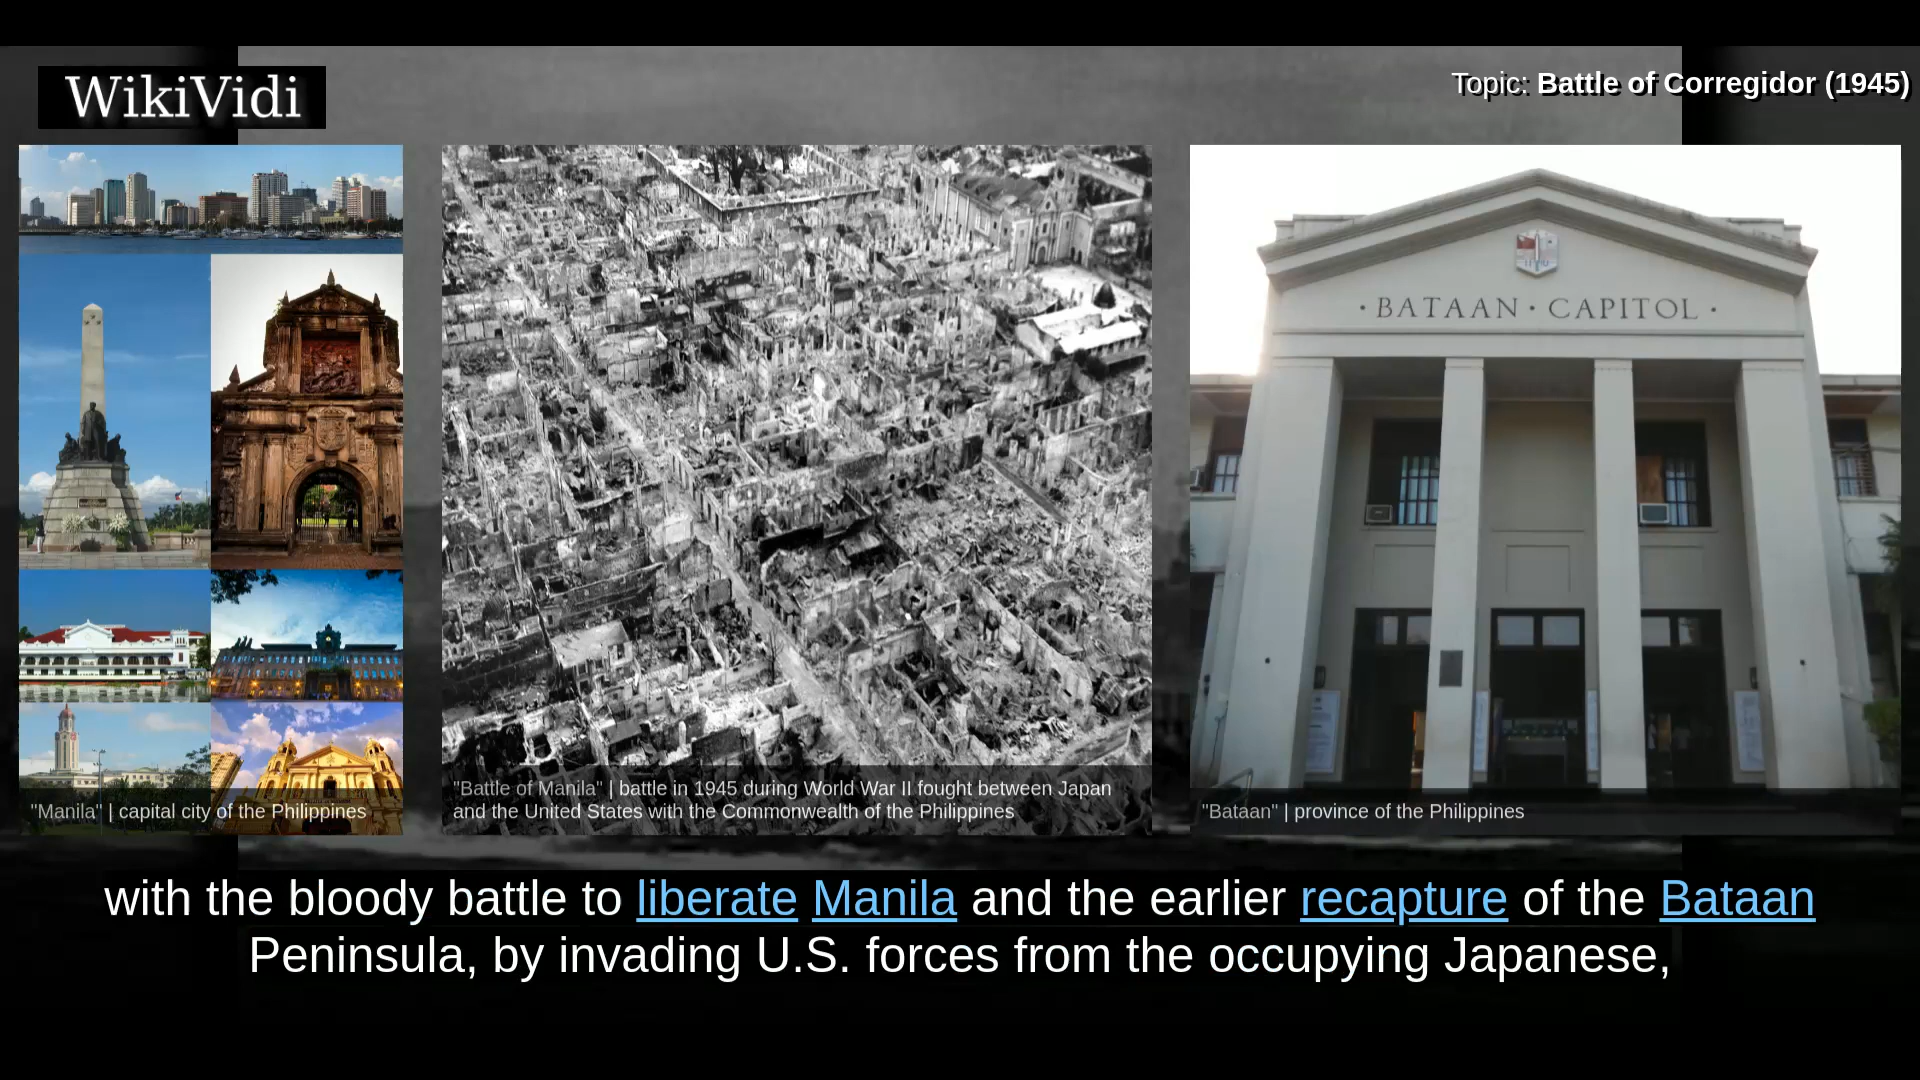 WikiVidi
Topic: Battle of Corregidor (1945)
· BATAAN · CAPITOL ·
"Manila" | capital city of the Philippines
"Battle of Manila" | battle in 1945 during World War II fought between Japan
and the United States with the Commonwealth of the Philippines
"Bataan" | province of the Philippines
with the bloody battle to liberate Manila and the earlier recapture of the Bataan
Peninsula, by invading U.S. forces from the occupying Japanese,